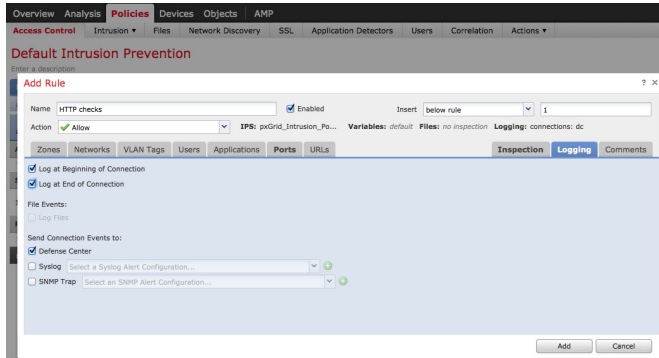 Overview Analysis Policies Devices Objects AMP
Access Control Intrusion ▾ Files Network Discovery SSL Application Detectors Users Correlation Actions ▾
Default Intrusion Prevention
Enter a description
Add Rule ? ×
Name HTTP checks Enabled Insert below rule 1
Action Allow IPS: pxGrid_Intrusion_Po... Variables: default Files: no inspection Logging: connections: dc
Zones Networks VLAN Tags Users Applications Ports URLs Inspection Logging Comments
Log at Beginning of Connection
Log at End of Connection
File Events:
Log Files
Send Connection Events to:
Defense Center
Syslog Select a Syslog Alert Configuration...
SNMP Trap Select an SNMP Alert Configuration...
Add Cancel